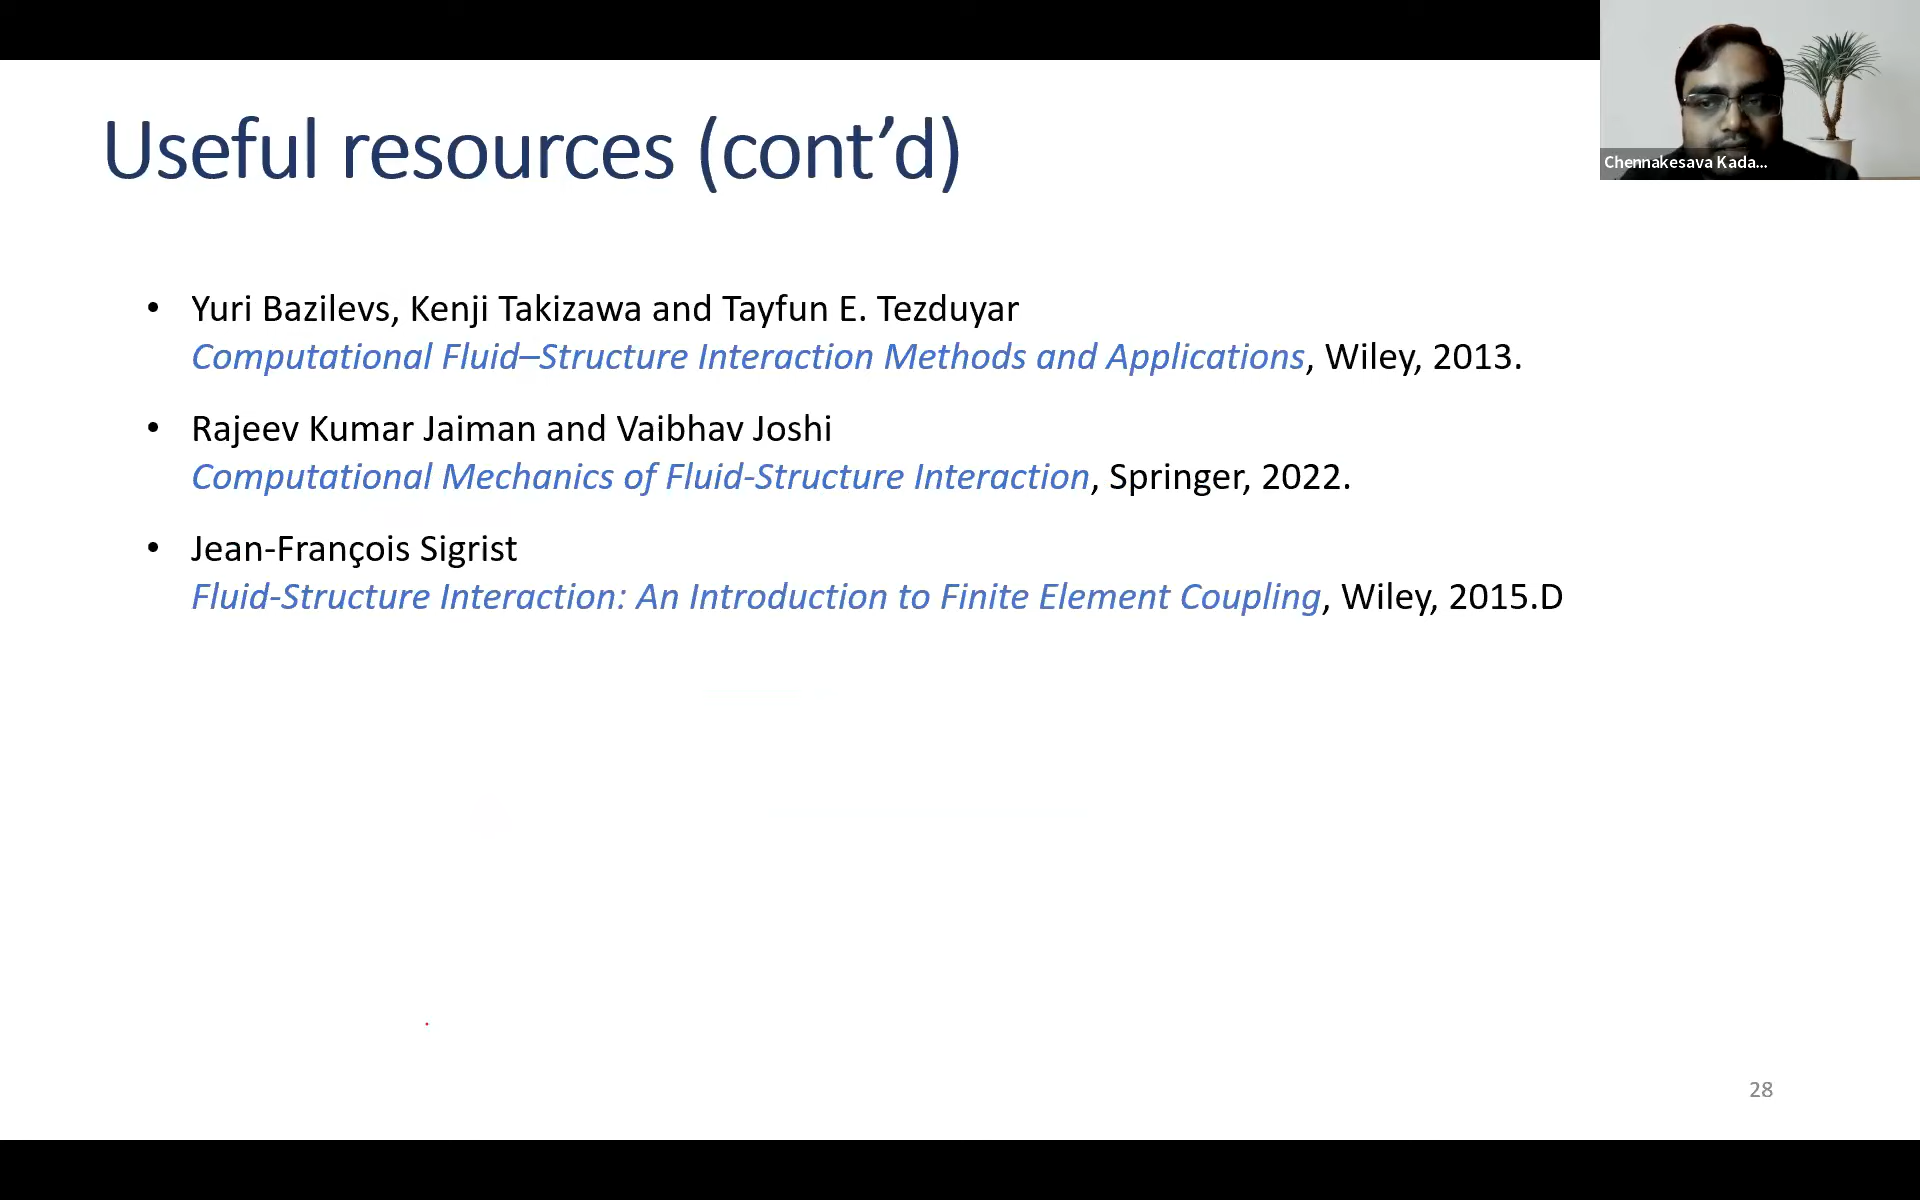 Useful resources (cont’d)
Chennakesava Kada...
• Yuri Bazilevs, Kenji Takizawa and Tayfun E. Tezduyar
Computational Fluid–Structure Interaction Methods and Applications, Wiley, 2013.
• Rajeev Kumar Jaiman and Vaibhav Joshi
Computational Mechanics of Fluid-Structure Interaction, Springer, 2022.
• Jean-François Sigrist
Fluid-Structure Interaction: An Introduction to Finite Element Coupling, Wiley, 2015.D
28